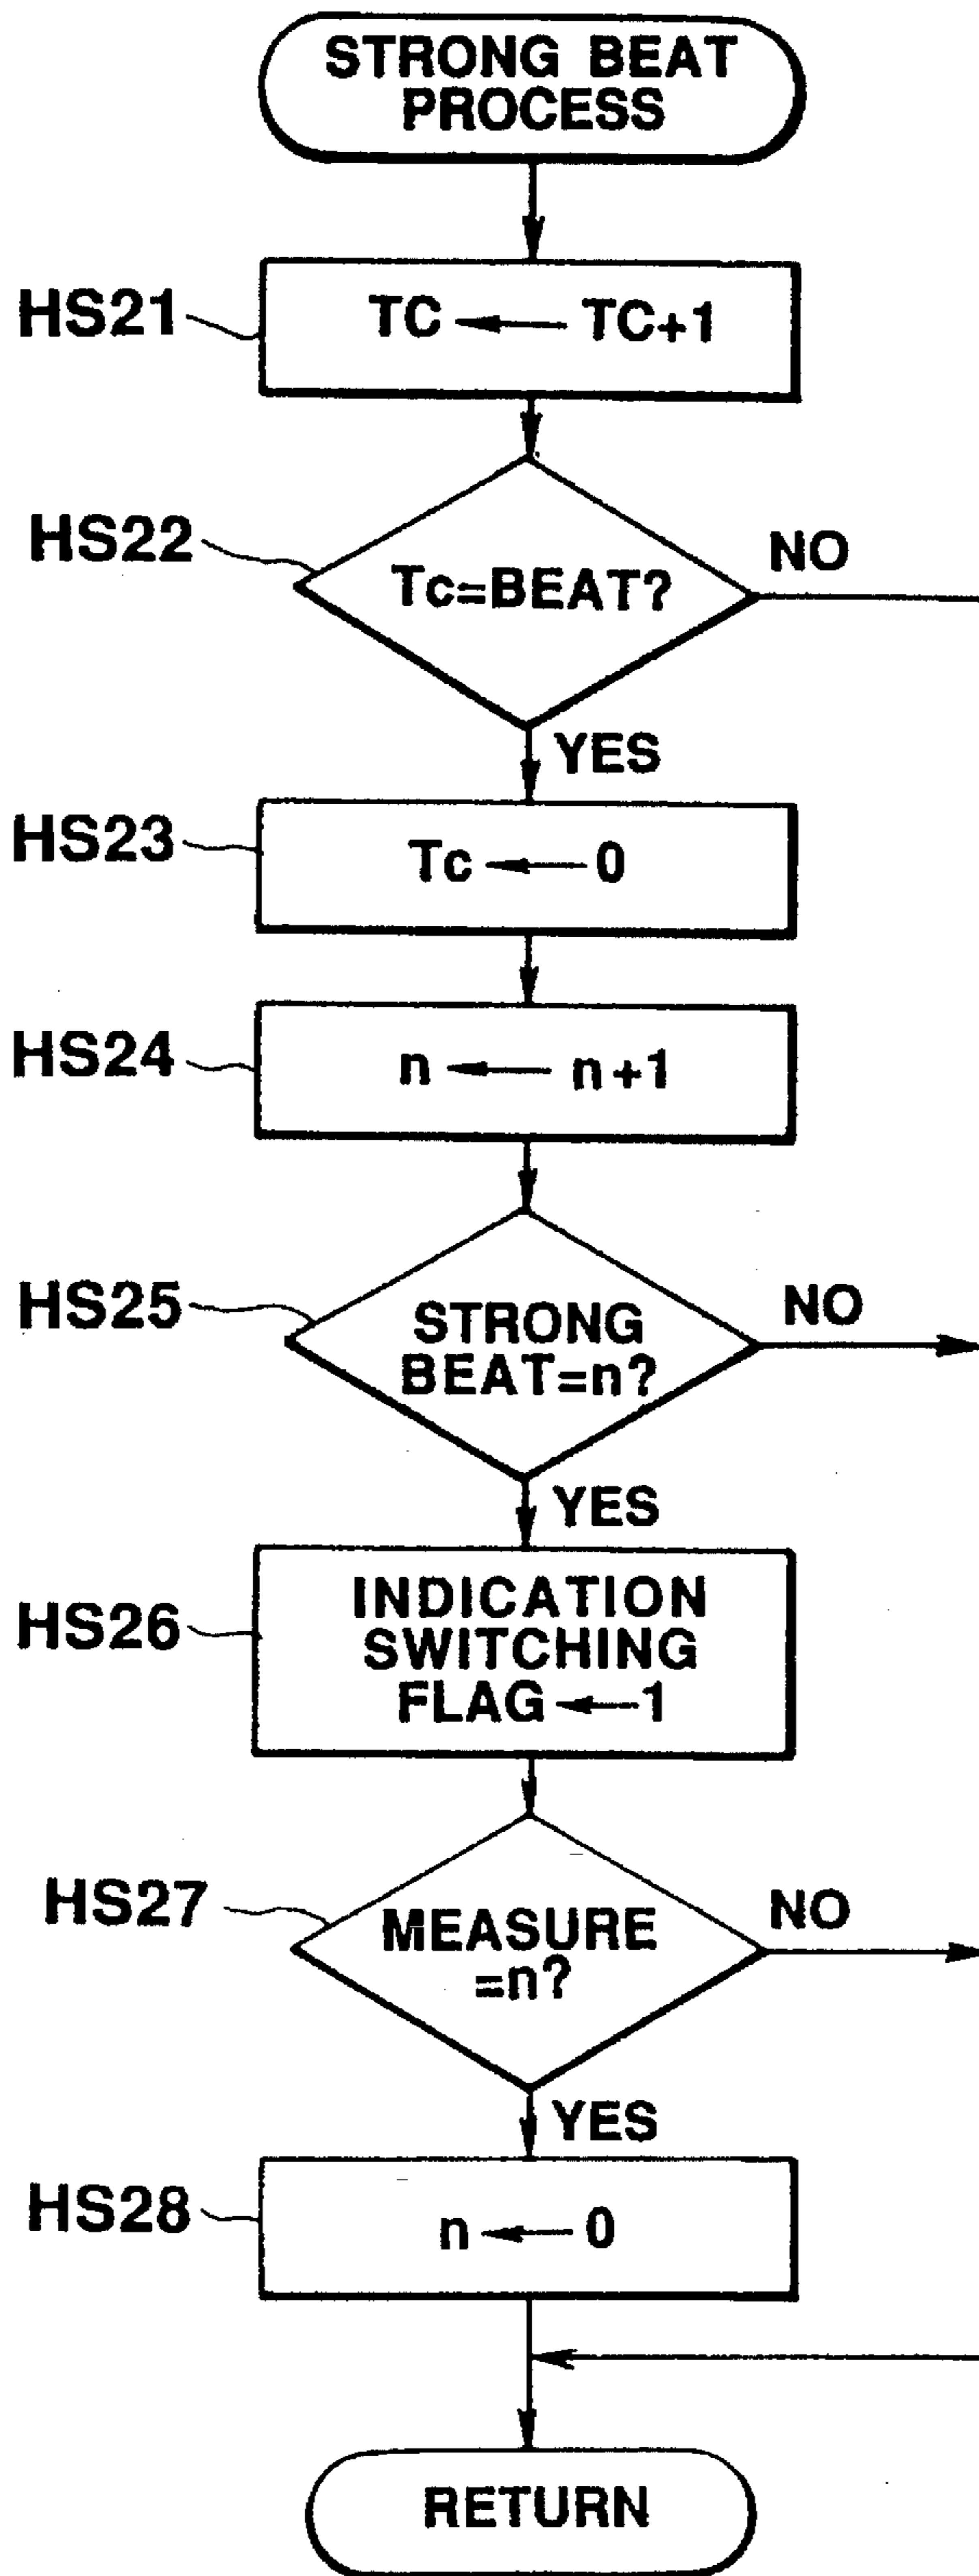 STRONG BEAT
PROCESS
HS21
TC ← TC+1
HS22
Tc=BEAT?
NO
YES
HS23
Tc ← 0
HS24
n ← n+1
HS25
STRONG
BEAT=n?
NO
YES
HS26
INDICATION
SWITCHING
FLAG ← 1
HS27
MEASURE
=n?
NO
YES
HS28
n ← 0
RETURN